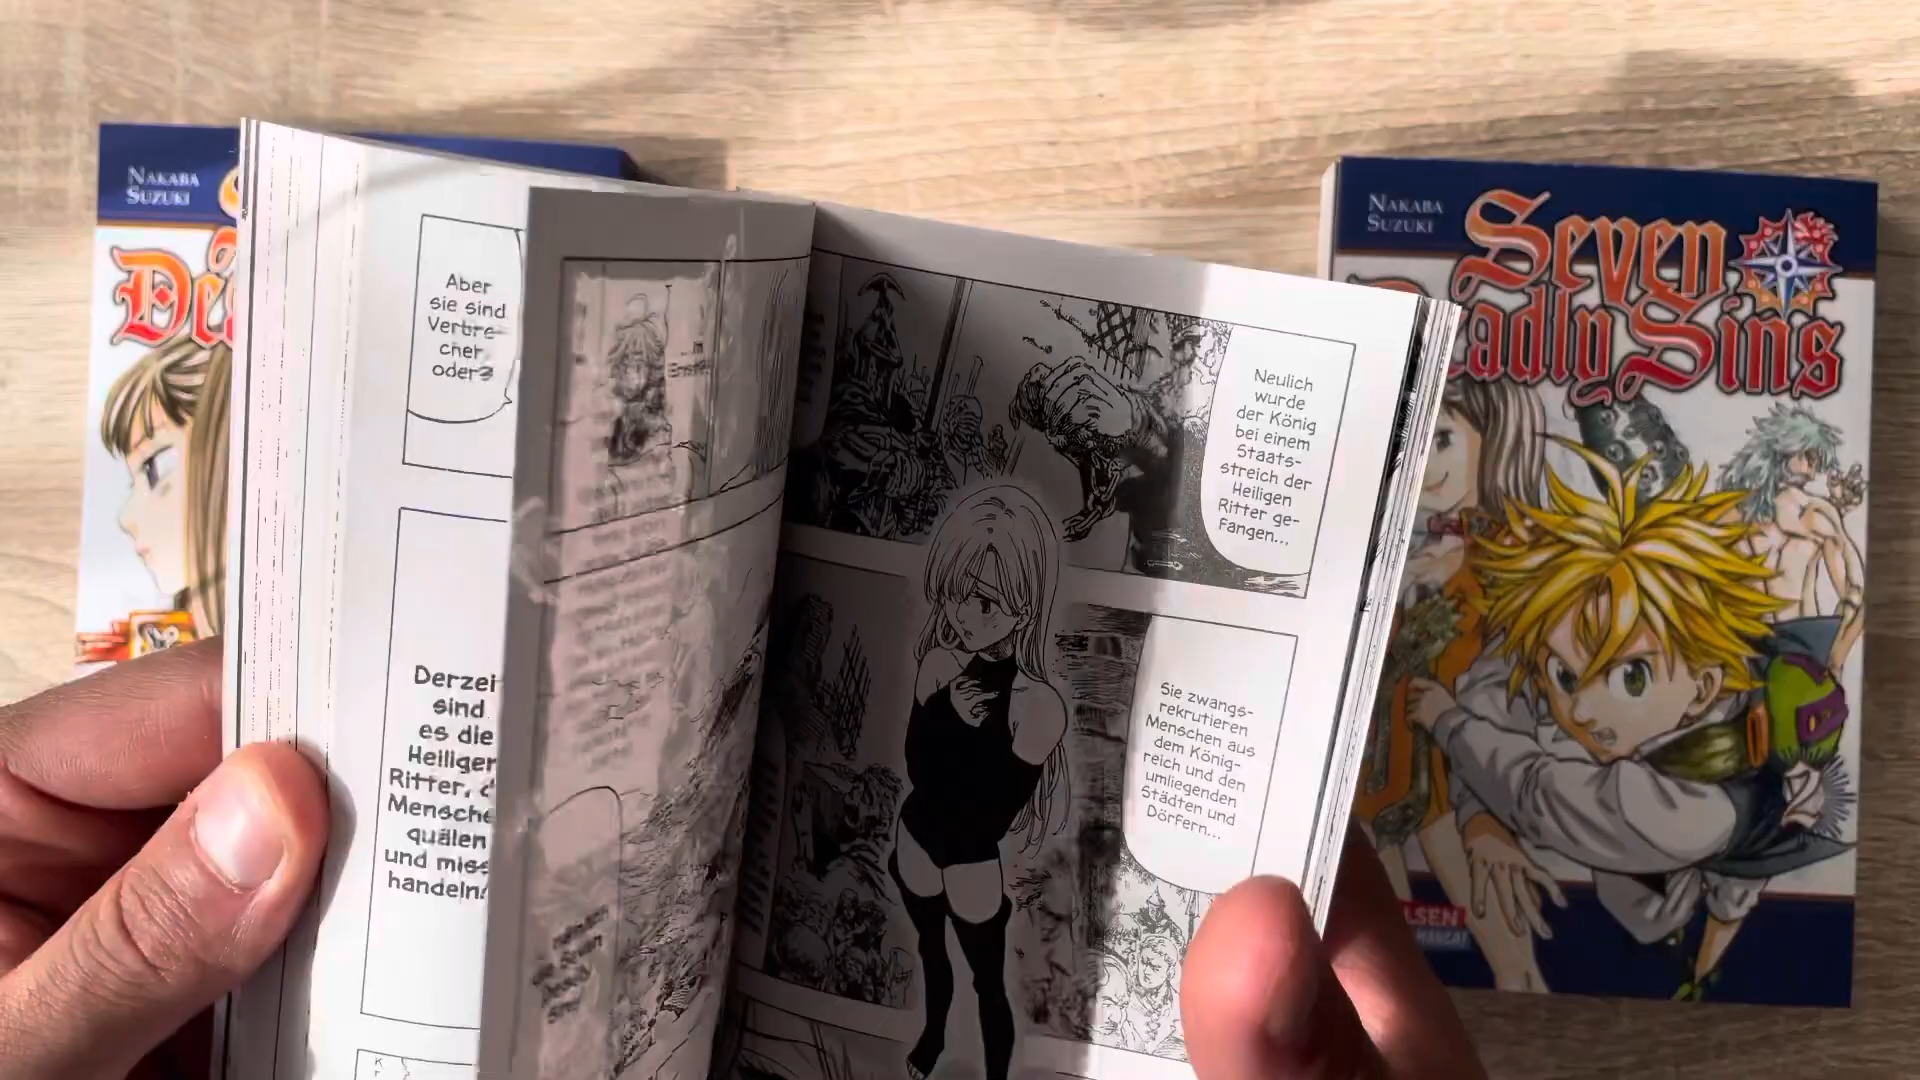 NAKABA
SUZUKI
Aber
sie sind
Verbre-
cher,
oder?
Derzei
sind
es die
Heiliger
Ritter, d
Mensche
quälen
und miss
handeln!
Neulich
wurde
der König
bei einem
Staats-
streich der
Heiligen
Ritter ge-
fangen...
Sie zwangs-
rekrutieren
Menschen aus
dem König-
reich und den
umliegenden
Städten und
Dörfern...
NAKABA
SUZUKI
Seven
Deadly Sins
LSEN
MANGA!